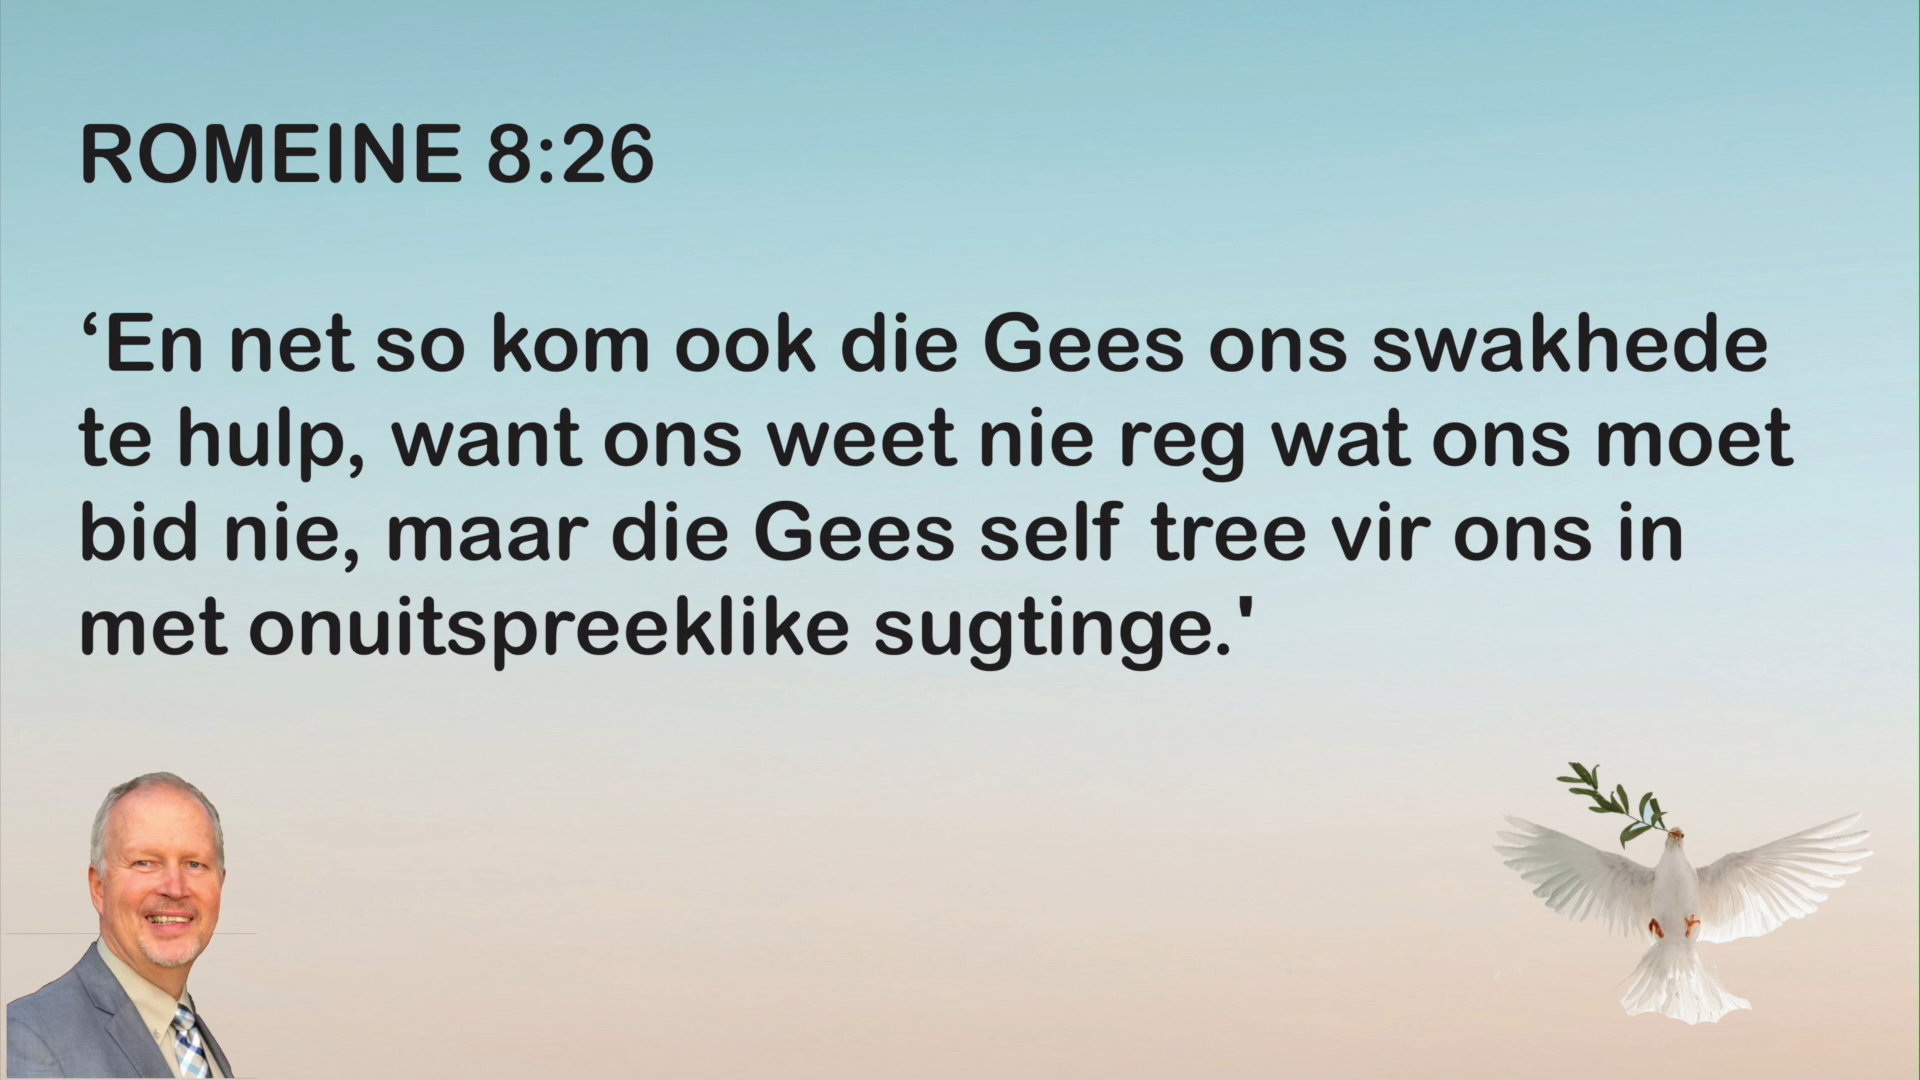 ROMEINE 8:26
‘En net so kom ook die Gees ons swakhede
te hulp, want ons weet nie reg wat ons moet
bid nie, maar die Gees self tree vir ons in
met onuitspreeklike sugtinge.'